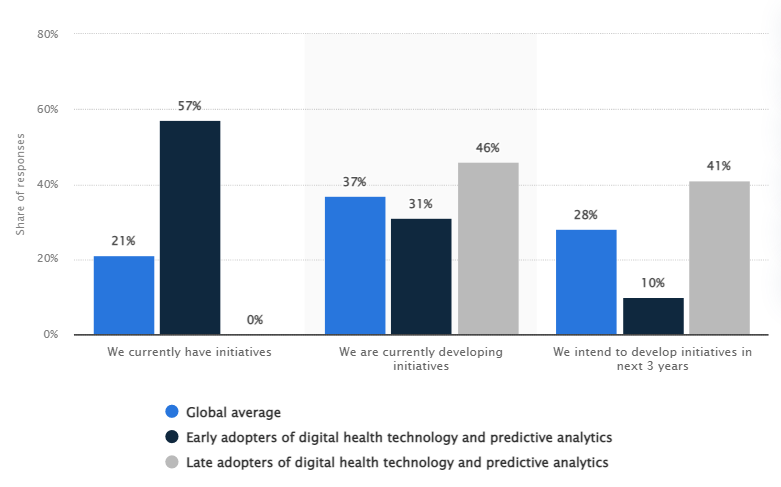 80%
60%
40%
20%
0%
Share of responses
21%
57%
0%
37%
31%
46%
28%
10%
41%
We currently have initiatives
We are currently developing
initiatives
We intend to develop initiatives in
next 3 years
Global average
Early adopters of digital health technology and predictive analytics
Late adopters of digital health technology and predictive analytics